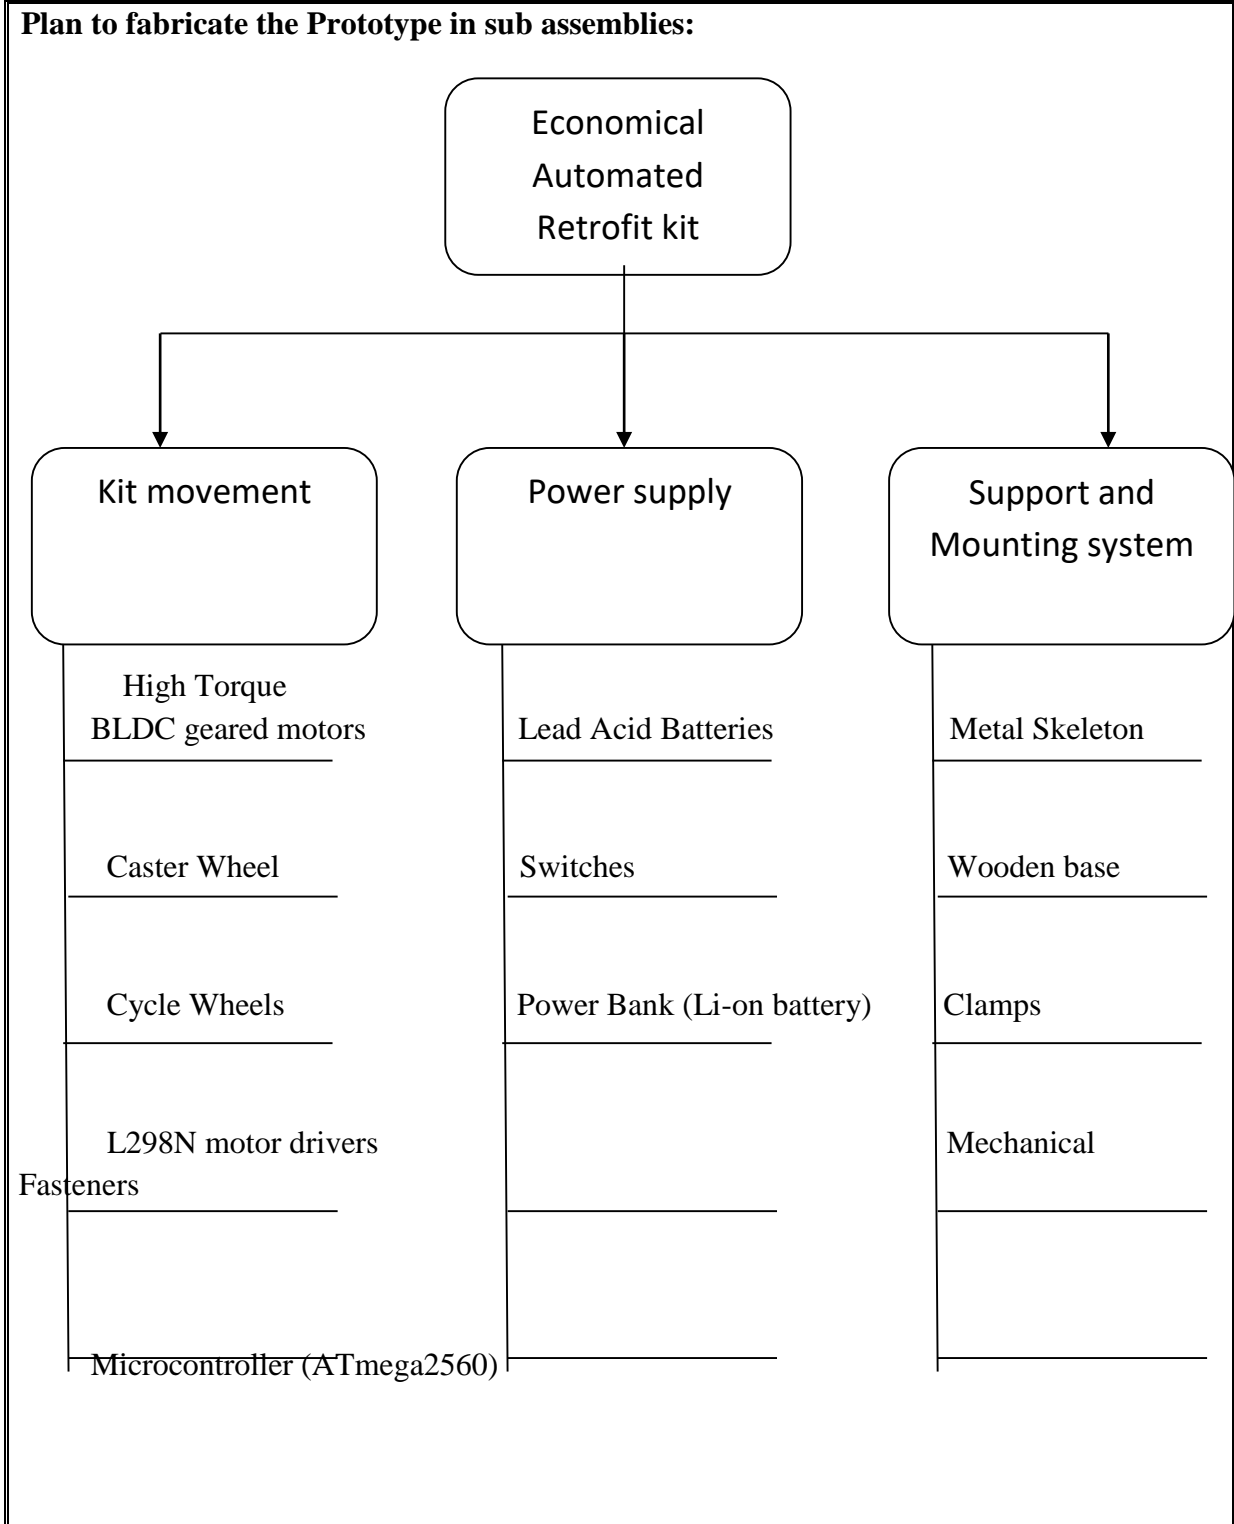 Plan to fabricate the Prototype in sub assemblies:
Economical
Automated
Retrofit kit
Kit movement
Power supply
Support and
Mounting system
High Torque
BLDC geared motors
Lead Acid Batteries
Metal Skeleton
Caster Wheel
Switches
Wooden base
Cycle Wheels
Power Bank (Li-on battery)
Clamps
L298N motor drivers
Mechanical
Fasteners
Microcontroller (ATmega2560)